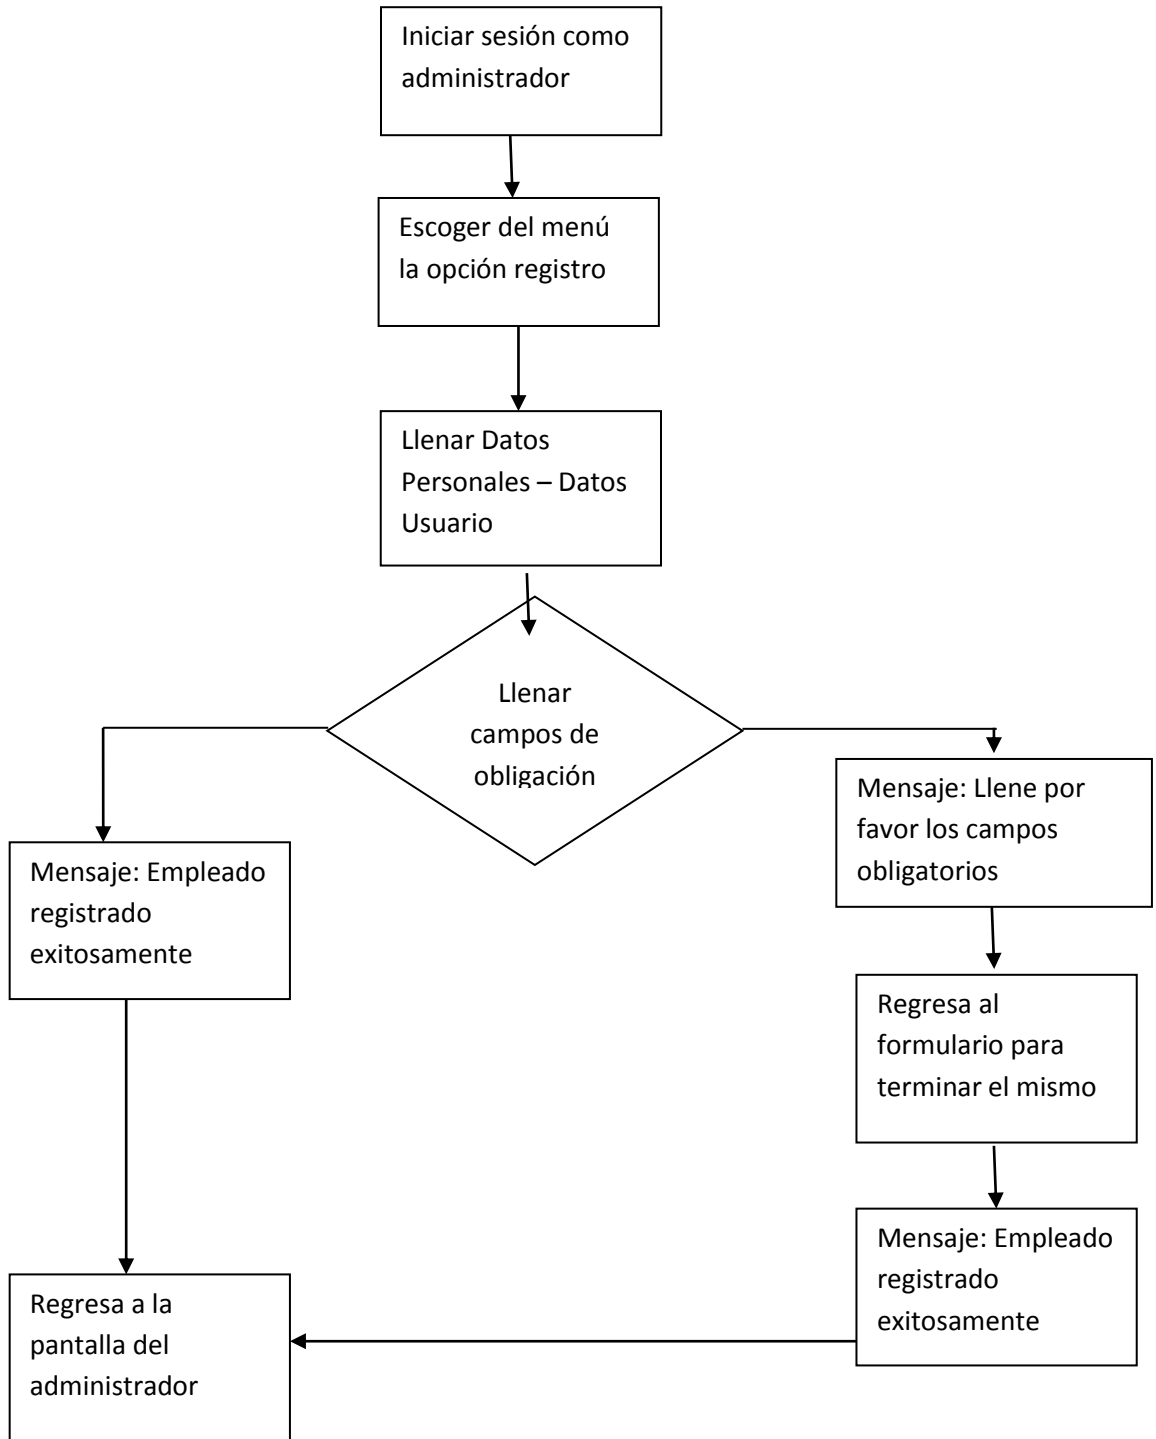 Iniciar sesión como
administrador
Escoger del menú
la opción registro
Llenar Datos
Personales – Datos
Usuario
Llenar
campos de
obligación
Mensaje: Llene por
favor los campos
obligatorios
Mensaje: Empleado
registrado
exitosamente
Regresa al
formulario para
terminar el mismo
Mensaje: Empleado
registrado
exitosamente
Regresa a la
pantalla del
administrador